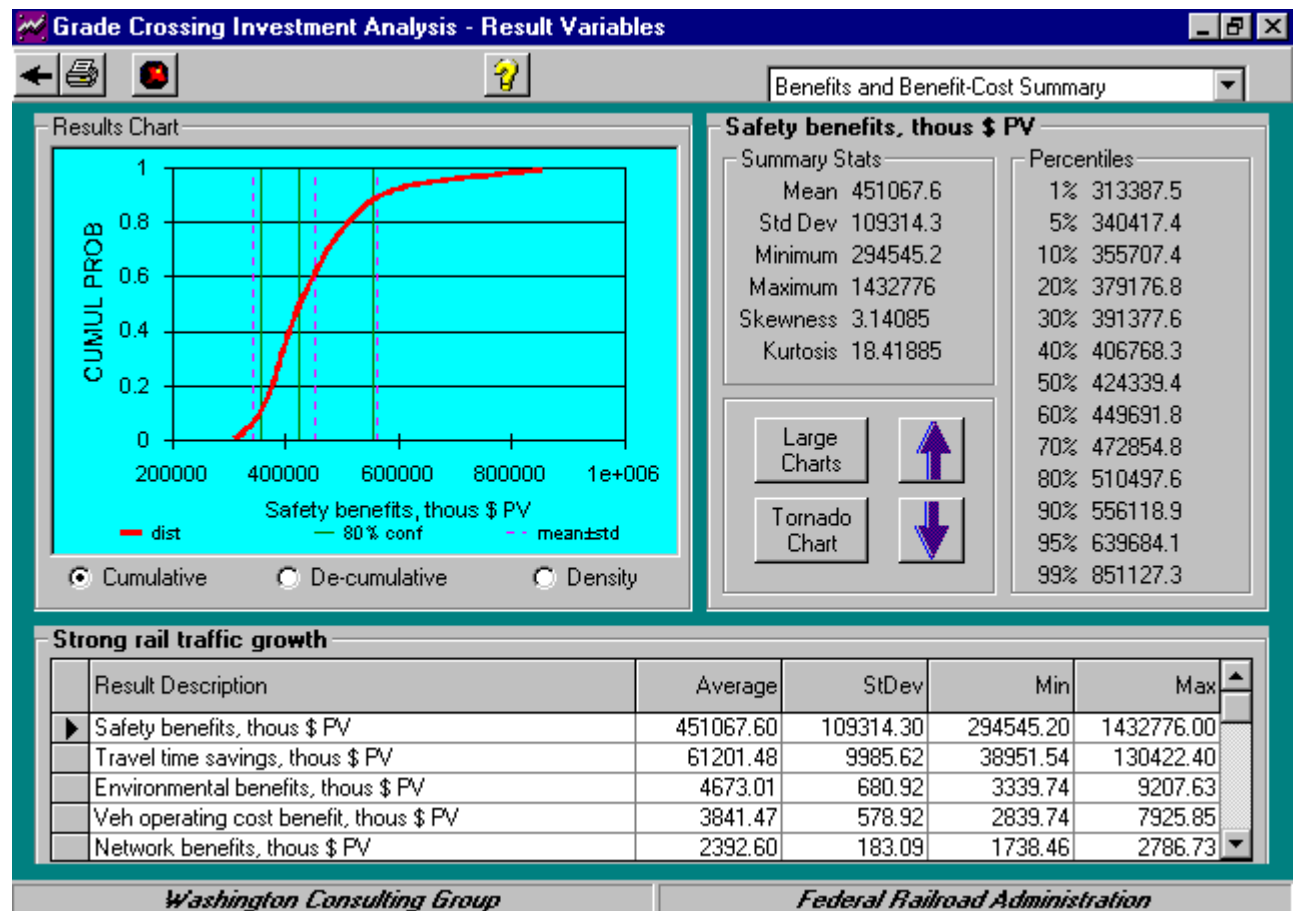 Grade Crossing Investment Analysis - Result Variables
Benefits and Benefit-Cost Summary
Results Chart
CUMUL PROB
1
0.8
0.6
0.4
0.2
0
200000 400000 600000 800000 1e+006
Safety benefits, thous $ PV
dist 80% conf mean±std
Cumulative De-cumulative Density
Safety benefits, thous $ PV
Summary Stats
Mean 451067.6
Std Dev 109314.3
Minimum 294545.2
Maximum 1432776
Skewness 3.14085
Kurtosis 18.41885
Large
Charts
Tornado
Chart
Percentiles
1% 313387.5
5% 340417.4
10% 355707.4
20% 379176.8
30% 391377.6
40% 406768.3
50% 424339.4
60% 449691.8
70% 472854.8
80% 510497.6
90% 556118.9
95% 639684.1
99% 851127.3
Strong rail traffic growth
Result Description Average StDev Min Max
Safety benefits, thous $ PV 451067.60 109314.30 294545.20 1432776.00
Travel time savings, thous $ PV 61201.48 9985.62 38951.54 130422.40
Environmental benefits, thous $ PV 4673.01 680.92 3339.74 9207.63
Veh operating cost benefit, thous $ PV 3841.47 578.92 2839.74 7925.85
Network benefits, thous $ PV 2392.60 183.09 1738.46 2786.73
Washington Consulting Group Federal Railroad Administration